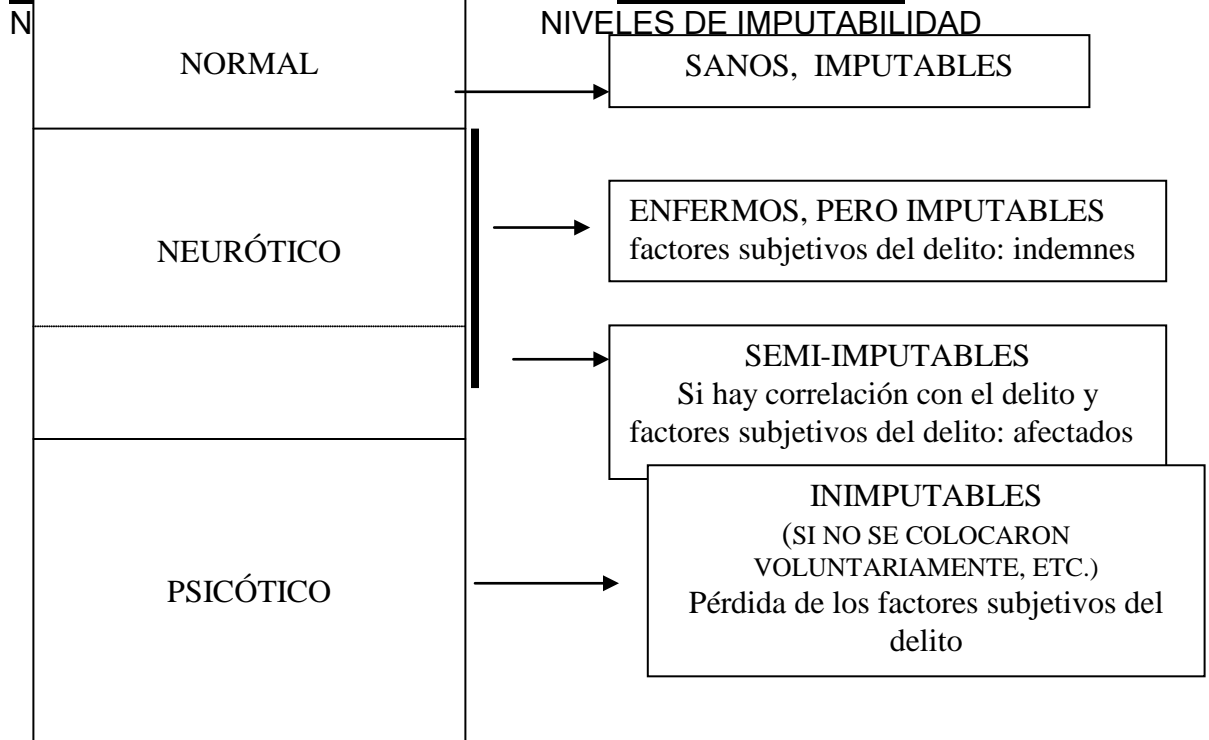 N
NIVELES DE IMPUTABILIDAD
NORMAL
SANOS, IMPUTABLES
NEURÓTICO
ENFERMOS, PERO IMPUTABLES
factores subjetivos del delito: indemnes
SEMI-IMPUTABLES
Si hay correlación con el delito y
factores subjetivos del delito: afectados
PSICÓTICO
INIMPUTABLES
(SI NO SE COLOCARON
VOLUNTARIAMENTE, ETC.)
Pérdida de los factores subjetivos del
delito